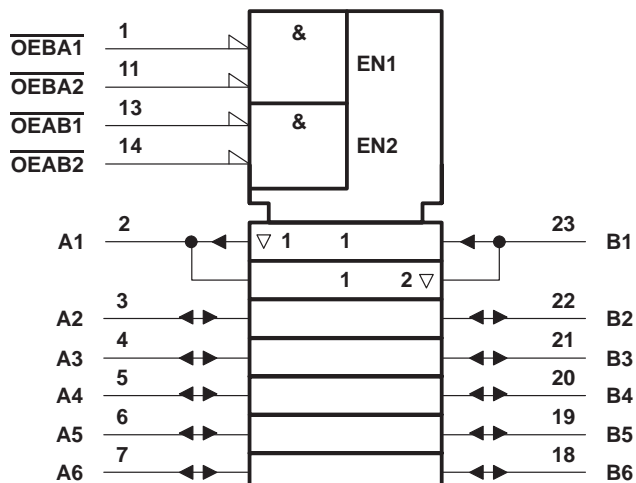 OEBA1 1 &
EN1
OEBA2 11
OEAB1 13 &
EN2
OEAB2 14
A1 2 ▽ 1 1 23 B1
1 2 ▽
A2 3 22 B2
A3 4 21 B3
A4 5 20 B4
A5 6 19 B5
A6 7 18 B6